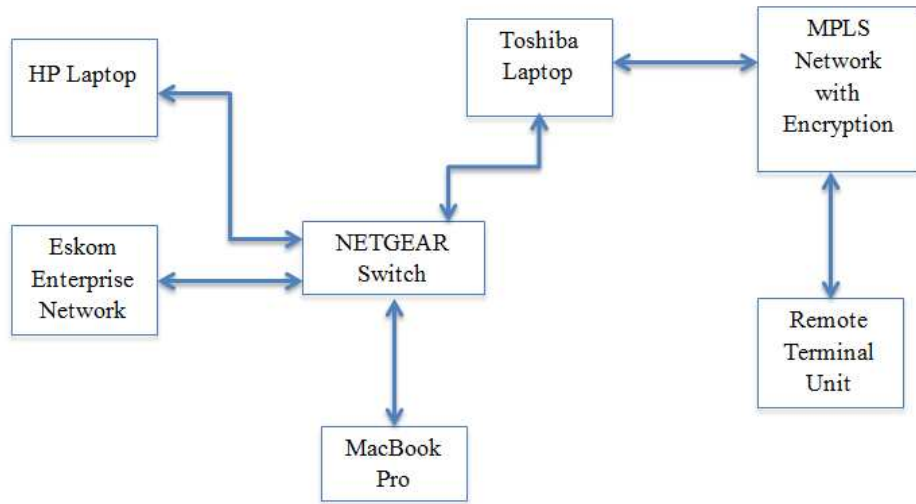 HP Laptop
Toshiba
Laptop
MPLS
Network
with
Encryption
Eskom
Enterprise
Network
NETGEAR
Switch
Remote
Terminal
Unit
MacBook
Pro